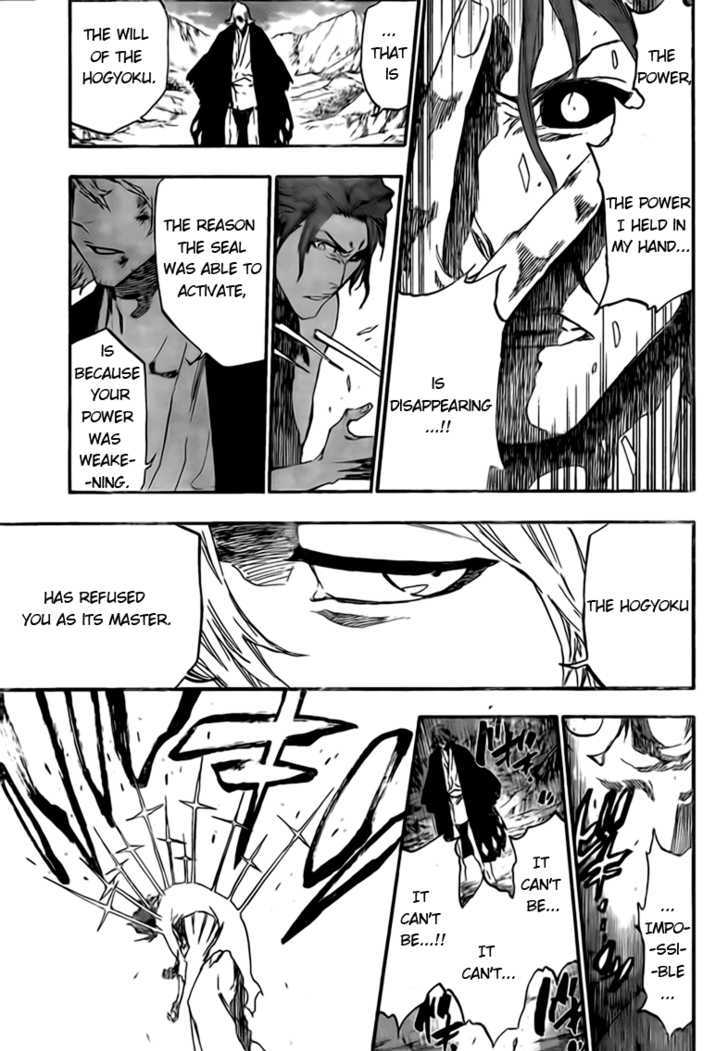 THE
POWER,
THE POWER
I HELD IN
MY HAND...
IS
DISAPPEARING
...!!
...
THAT
IS
THE WILL
OF THE
HOGYOKU.
THE REASON
THE SEAL
WAS ABLE TO
ACTIVATE,
IS
BECAUSE
YOUR
POWER
WAS
WEAKE-
-NING.
THE HOGYOKU
HAS REFUSED
YOU AS ITS MASTER.
...
IMPO-
-SSI-
-BLE
...
IT
CAN'T
BE...
IT
CAN'T...
IT
CAN'T
BE...!!